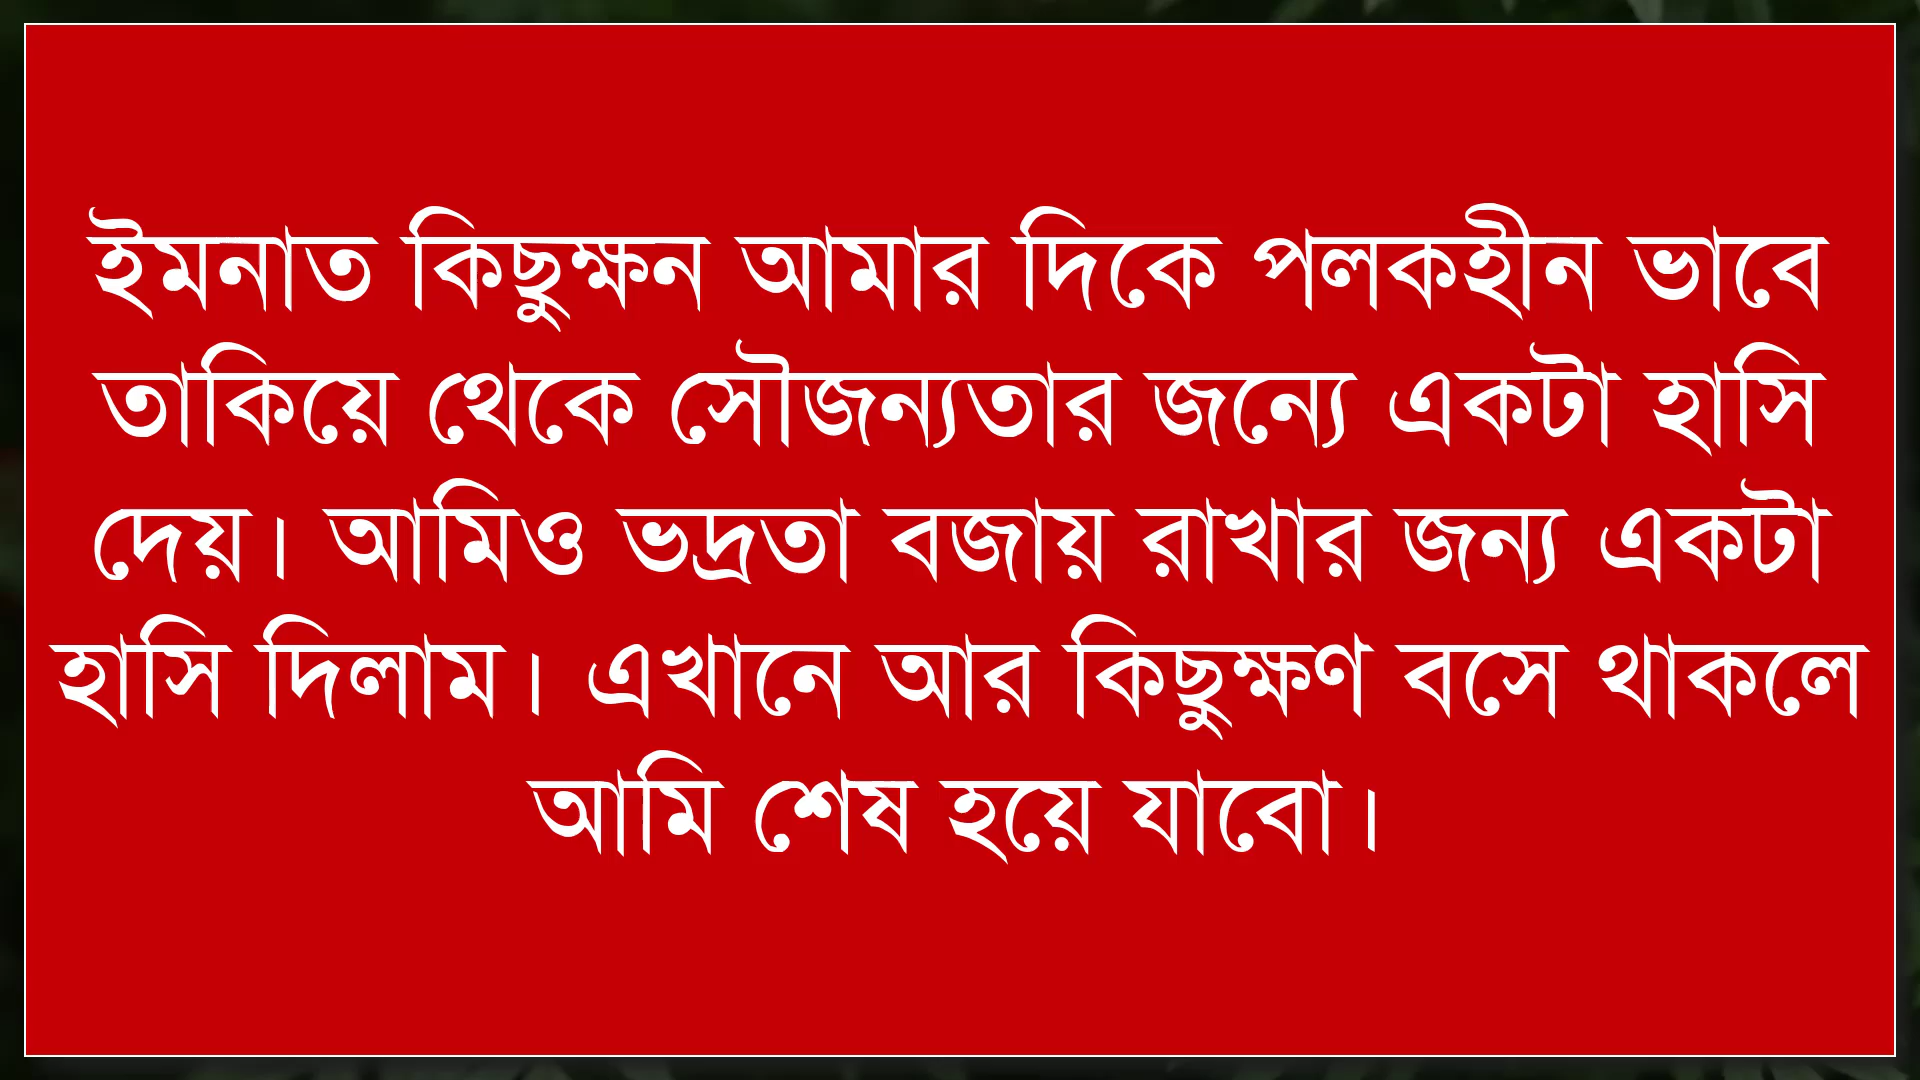 ইমনাত কিছুক্ষন আমার দিকে পলকহীন ভাবে
তাকিয়ে থেকে সৌজন্যতার জন্যে একটা হাসি
দেয়। আমিও ভদ্রতা বজায় রাখার জন্য একটা
হাসি দিলাম। এখানে আর কিছুক্ষণ বসে থাকলে
আমি শেষ হয়ে যাবো।